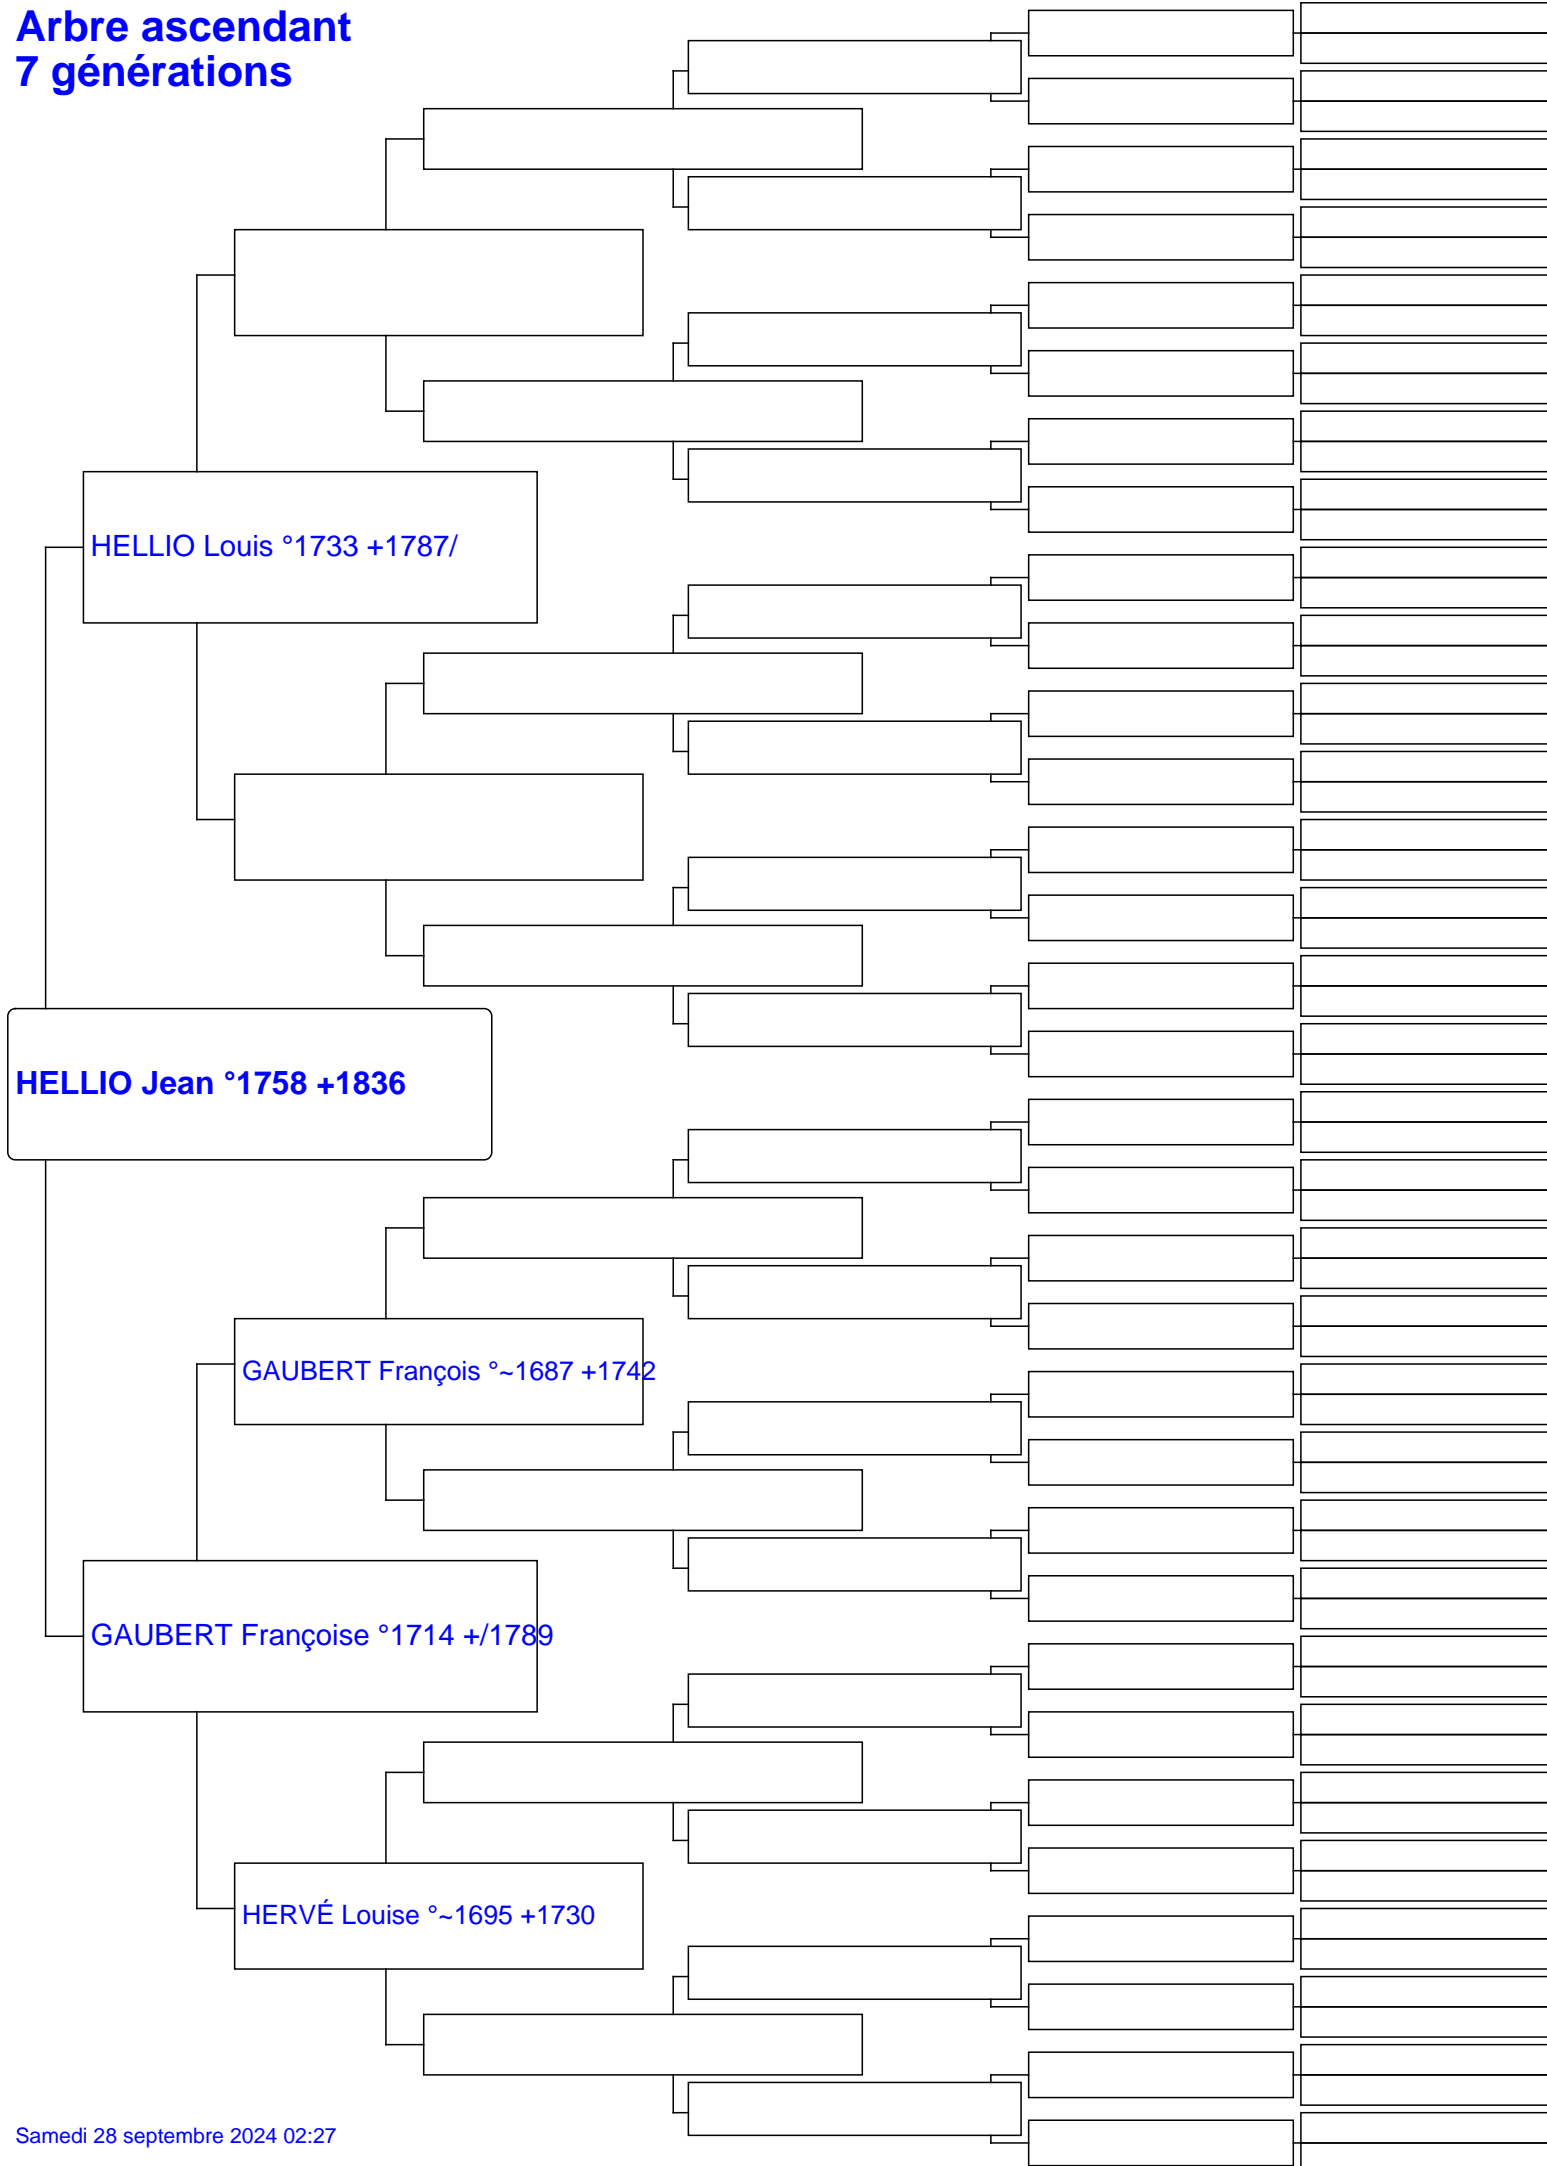 Arbre ascendant
7 générations
HELLIO Louis °1733 +1787/
HELLIO Jean °1758 +1836
GAUBERT François °~1687 +1742
GAUBERT Françoise °1714 +/1789
HERVÉ Louise °~1695 +1730
Samedi 28 septembre 2024 02:27